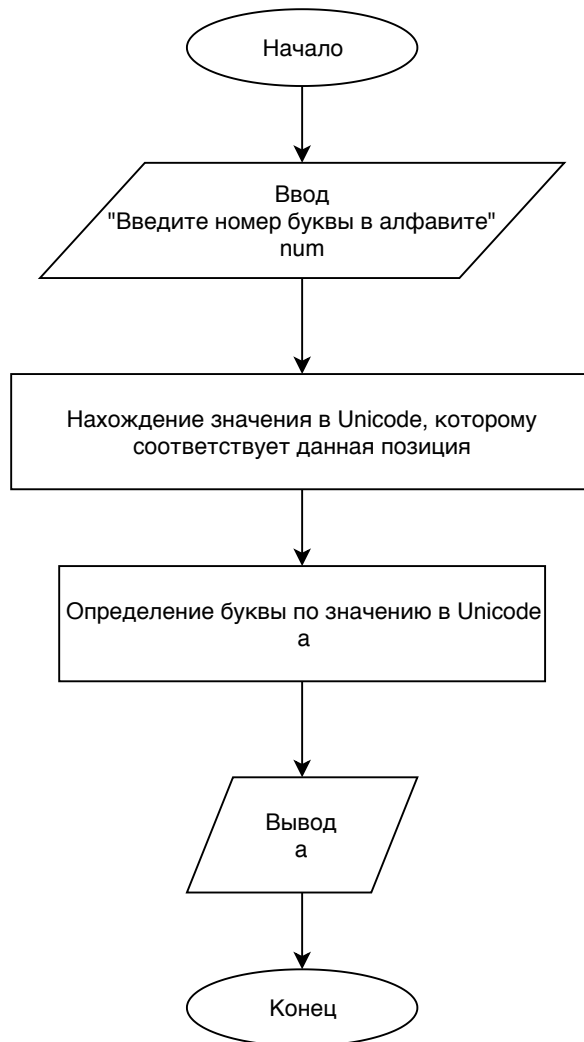 Начало
Ввод
"Введите номер буквы в алфавите"
num
Нахождение значения в Unicode, которому
соответствует данная позиция
Определение буквы по значению в Unicode
a
Вывод
a
Конец